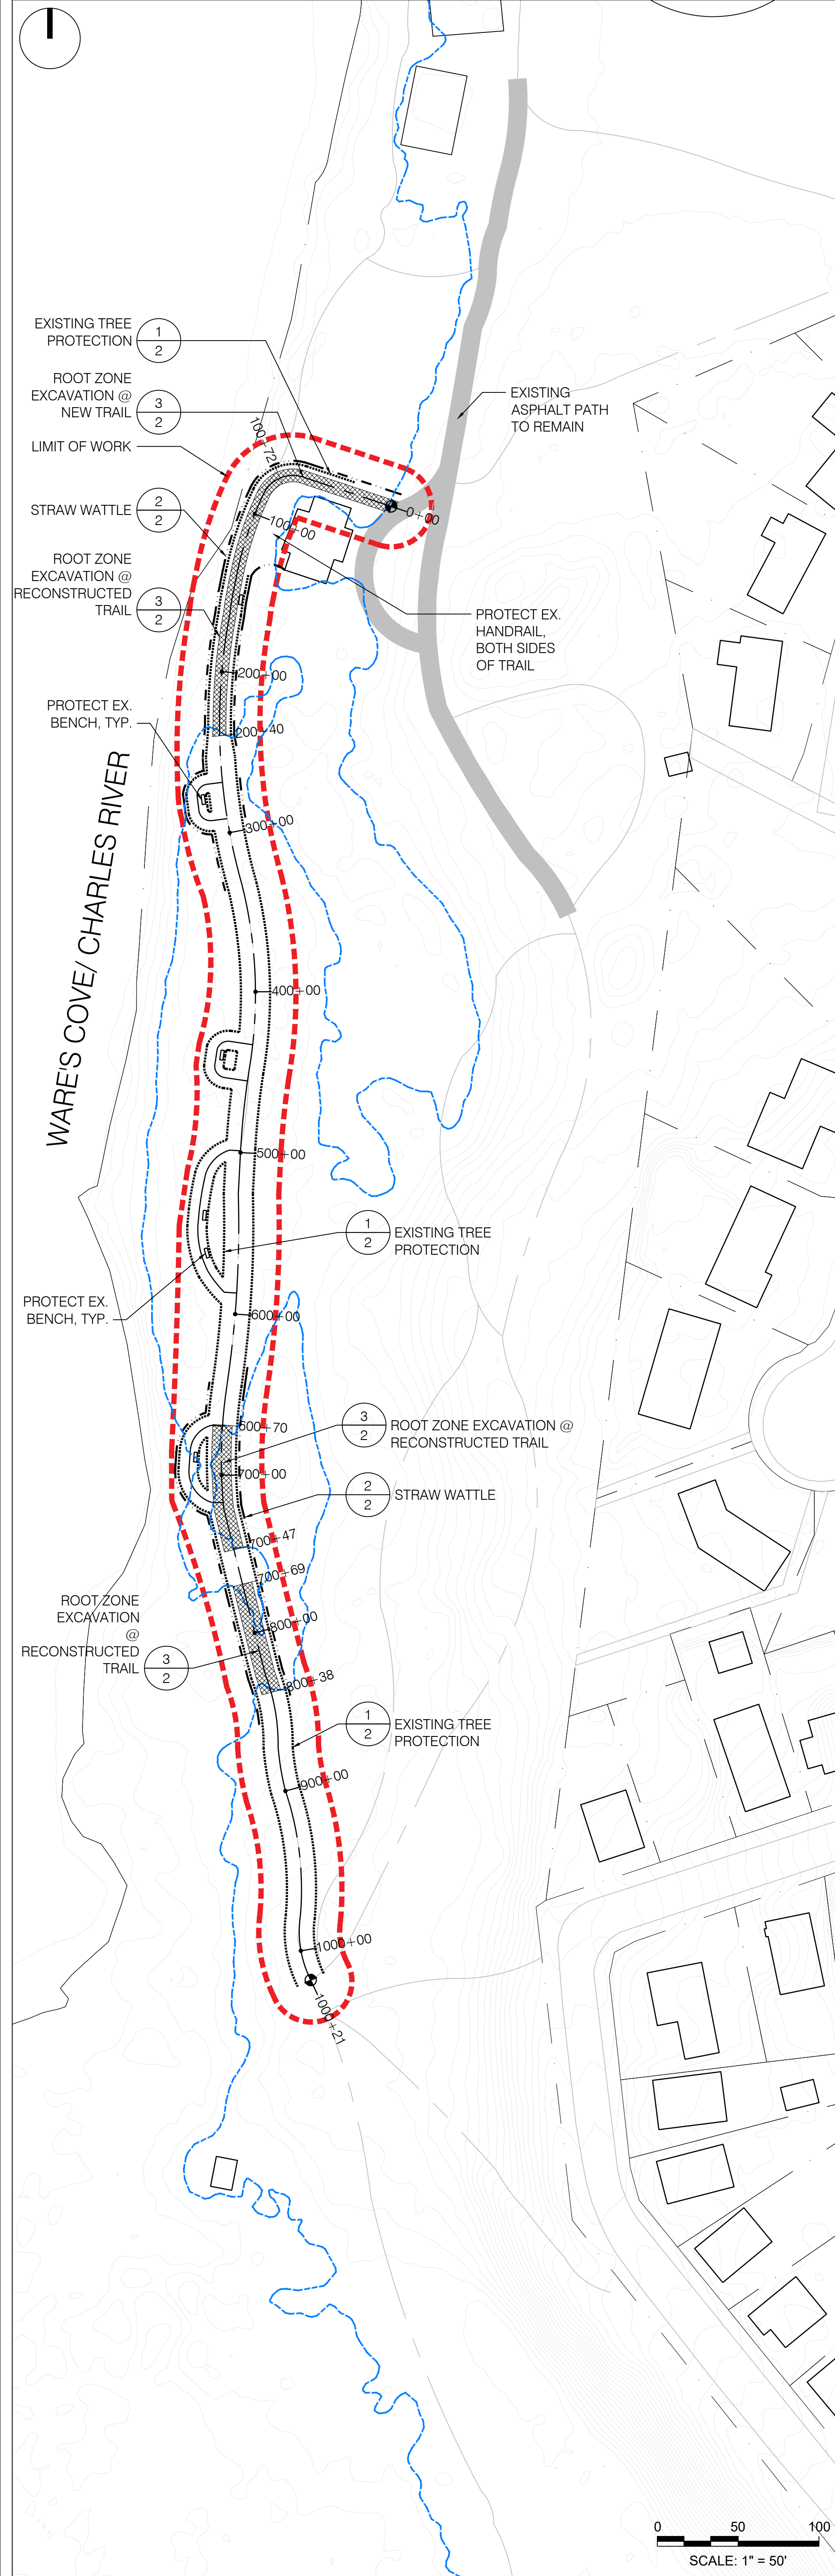 EXISTING TREE
PROTECTION
1
2
ROOT ZONE
EXCAVATION @
NEW TRAIL
3
2
100+72
EXISTING
ASPHALT PATH
TO REMAIN
LIMIT OF WORK
STRAW WATTLE
2
2
0+00
100+00
ROOT ZONE
EXCAVATION @
RECONSTRUCTED
TRAIL
3
2
PROTECT EX.
HANDRAIL,
BOTH SIDES
OF TRAIL
200+00
PROTECT EX.
BENCH, TYP.
200+40
WARE'S COVE/ CHARLES RIVER
300+00
400+00
500+00
1
2
EXISTING TREE
PROTECTION
PROTECT EX.
BENCH, TYP.
600+00
3
2
ROOT ZONE EXCAVATION @
RECONSTRUCTED TRAIL
600+70
700+00
2
2
STRAW WATTLE
700+47
700+69
ROOT ZONE
EXCAVATION
@
RECONSTRUCTED
TRAIL
3
2
800+00
800+38
1
2
EXISTING TREE
PROTECTION
900+00
1000+00
1000+21
0 50 100
SCALE: 1" = 50'